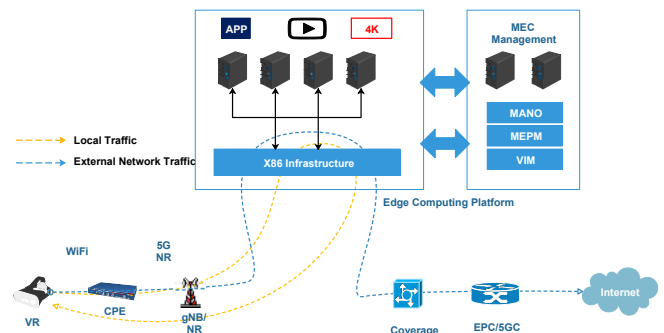 APP
4K
MEC
Management
MANO
MEPM
VIM
Local Traffic
External Network Traffic
X86 Infrastructure
Edge Computing Platform
WiFi
5G
NR
VR
CPE
gNB/
NR
Coverage
EPC/5GC
Internet